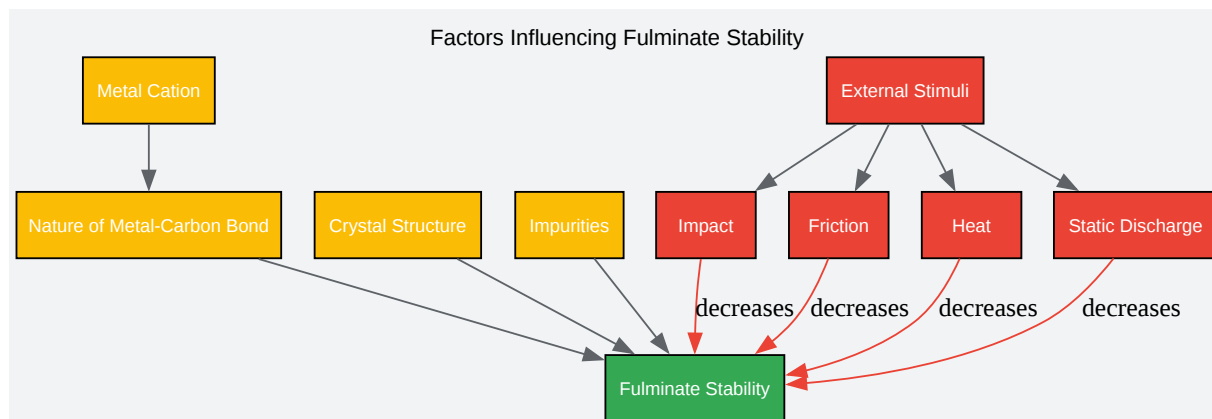 Factors Influencing Fulminate Stability
Metal Cation
External Stimuli
Nature of Metal-Carbon Bond
Crystal Structure
Impurities
Impact
Friction
Heat
Static Discharge
decreases
decreases
decreases
decreases
Fulminate Stability